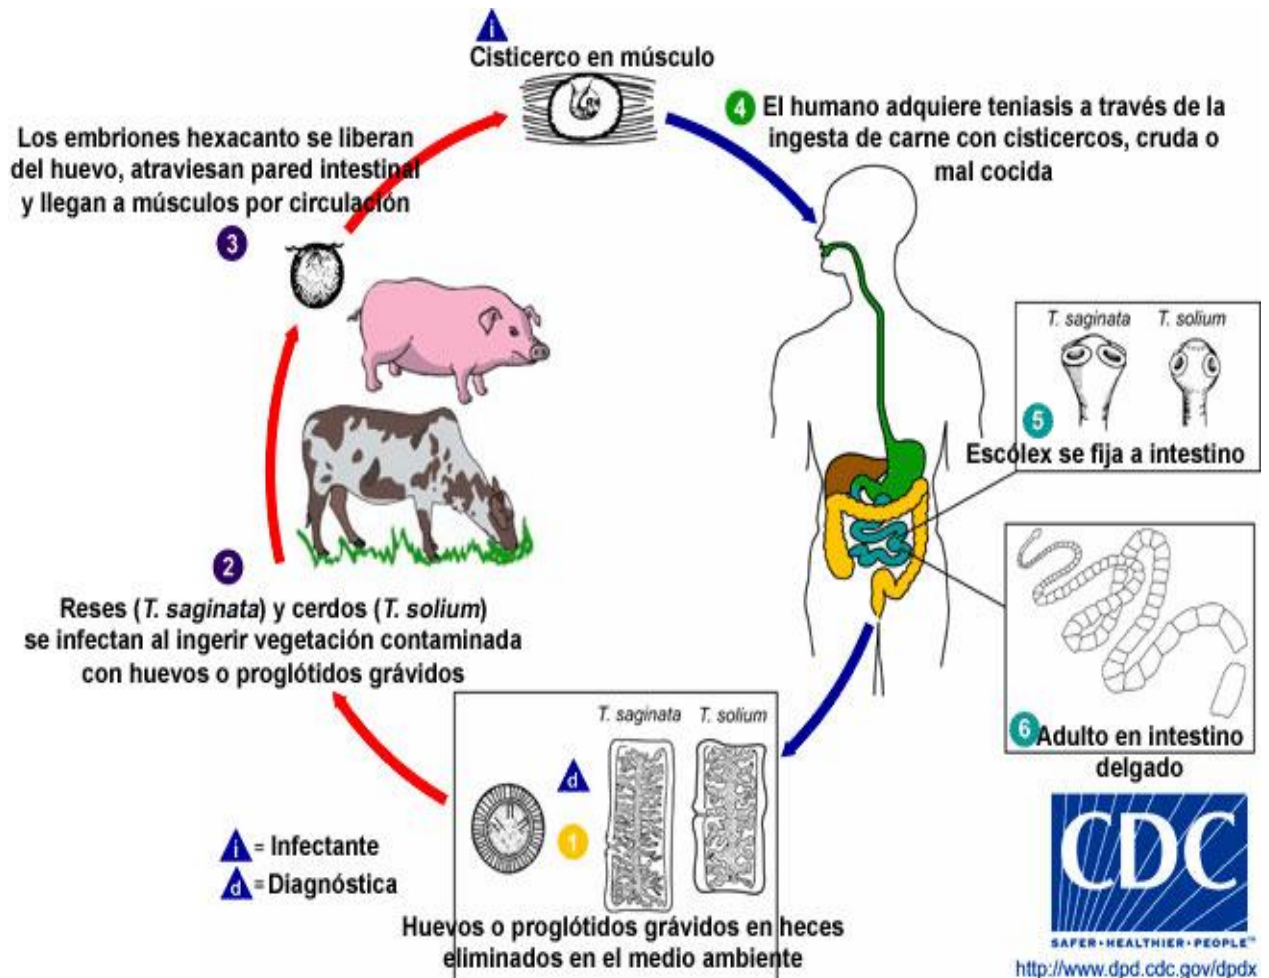 i
Cisticerco en músculo
4 El humano adquiere teniasis a través de la
ingesta de carne con cisticercos, cruda o
mal cocida
Los embriones hexacanto se liberan
del huevo, atraviesan pared intestinal
y llegan a músculos por circulación
3
T. saginata T. solium
5
Escólex se fija a intestino
2
Reses (T. saginata) y cerdos (T. solium)
se infectan al ingerir vegetación contaminada
con huevos o proglótidos grávidos
6 Adulto en intestino
delgado
T. saginata T. solium
d
1
i = Infectante
d = Diagnóstica
Huevos o proglótidos grávidos en heces
eliminados en el medio ambiente
CDC
SAFER•HEALTHIER•PEOPLE™
http://www.dpd.cdc.gov/dpdx